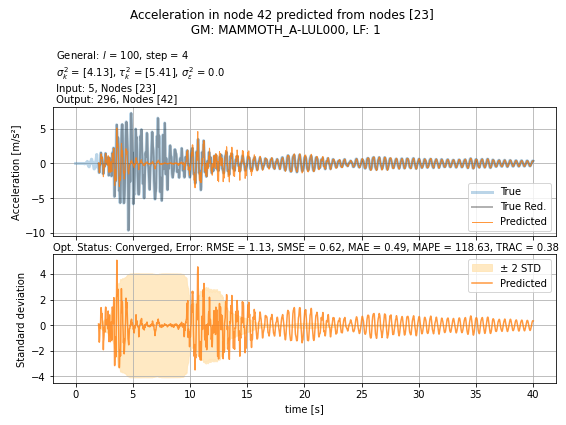 Acceleration in node 42 predicted from nodes [23]
GM: MAMMOTH_A-LUL000, LF: 1
General: l = 100, step = 4
σ²ₖ = [4.13], τ²ₖ = [5.41], σ²ₑ = 0.0
Input: 5, Nodes [23]
Output: 296, Nodes [42]
Acceleration [m/s²]
5
0
−5
−10
True
True Red.
Predicted
Opt. Status: Converged, Error: RMSE = 1.13, SMSE = 0.62, MAE = 0.49, MAPE = 118.63, TRAC = 0.38
Standard deviation
4
2
0
−2
−4
± 2 STD
Predicted
0 5 10 15 20 25 30 35 40
time [s]